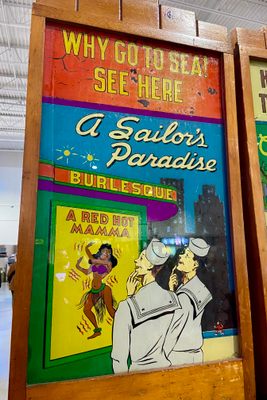 WHY GO TO SEA!
SEE HERE
A Sailor's
Paradise
BURLESQUE
A RED HOT
MAMMA